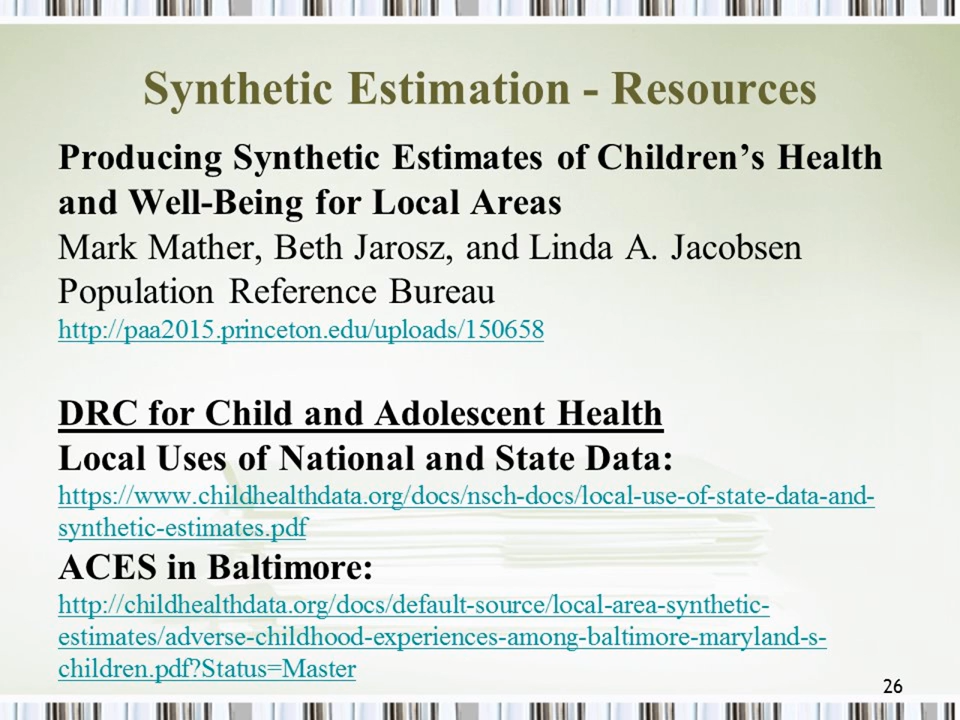 Synthetic Estimation - Resources
Producing Synthetic Estimates of Children’s Health
and Well-Being for Local Areas
Mark Mather, Beth Jarosz, and Linda A. Jacobsen
Population Reference Bureau
http://paa2015.princeton.edu/uploads/150658
DRC for Child and Adolescent Health
Local Uses of National and State Data:
https://www.childhealthdata.org/docs/nsch-docs/local-use-of-state-data-and-
synthetic-estimates.pdf
ACES in Baltimore:
http://childhealthdata.org/docs/default-source/local-area-synthetic-
estimates/adverse-childhood-experiences-among-baltimore-maryland-s-
children.pdf?Status=Master
26